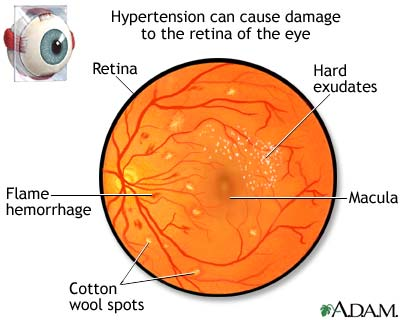 Hypertension can cause damage
to the retina of the eye
Retina
Hard
exudates
Flame
hemorrhage
Macula
Cotton
wool spots
A.D.A.M.